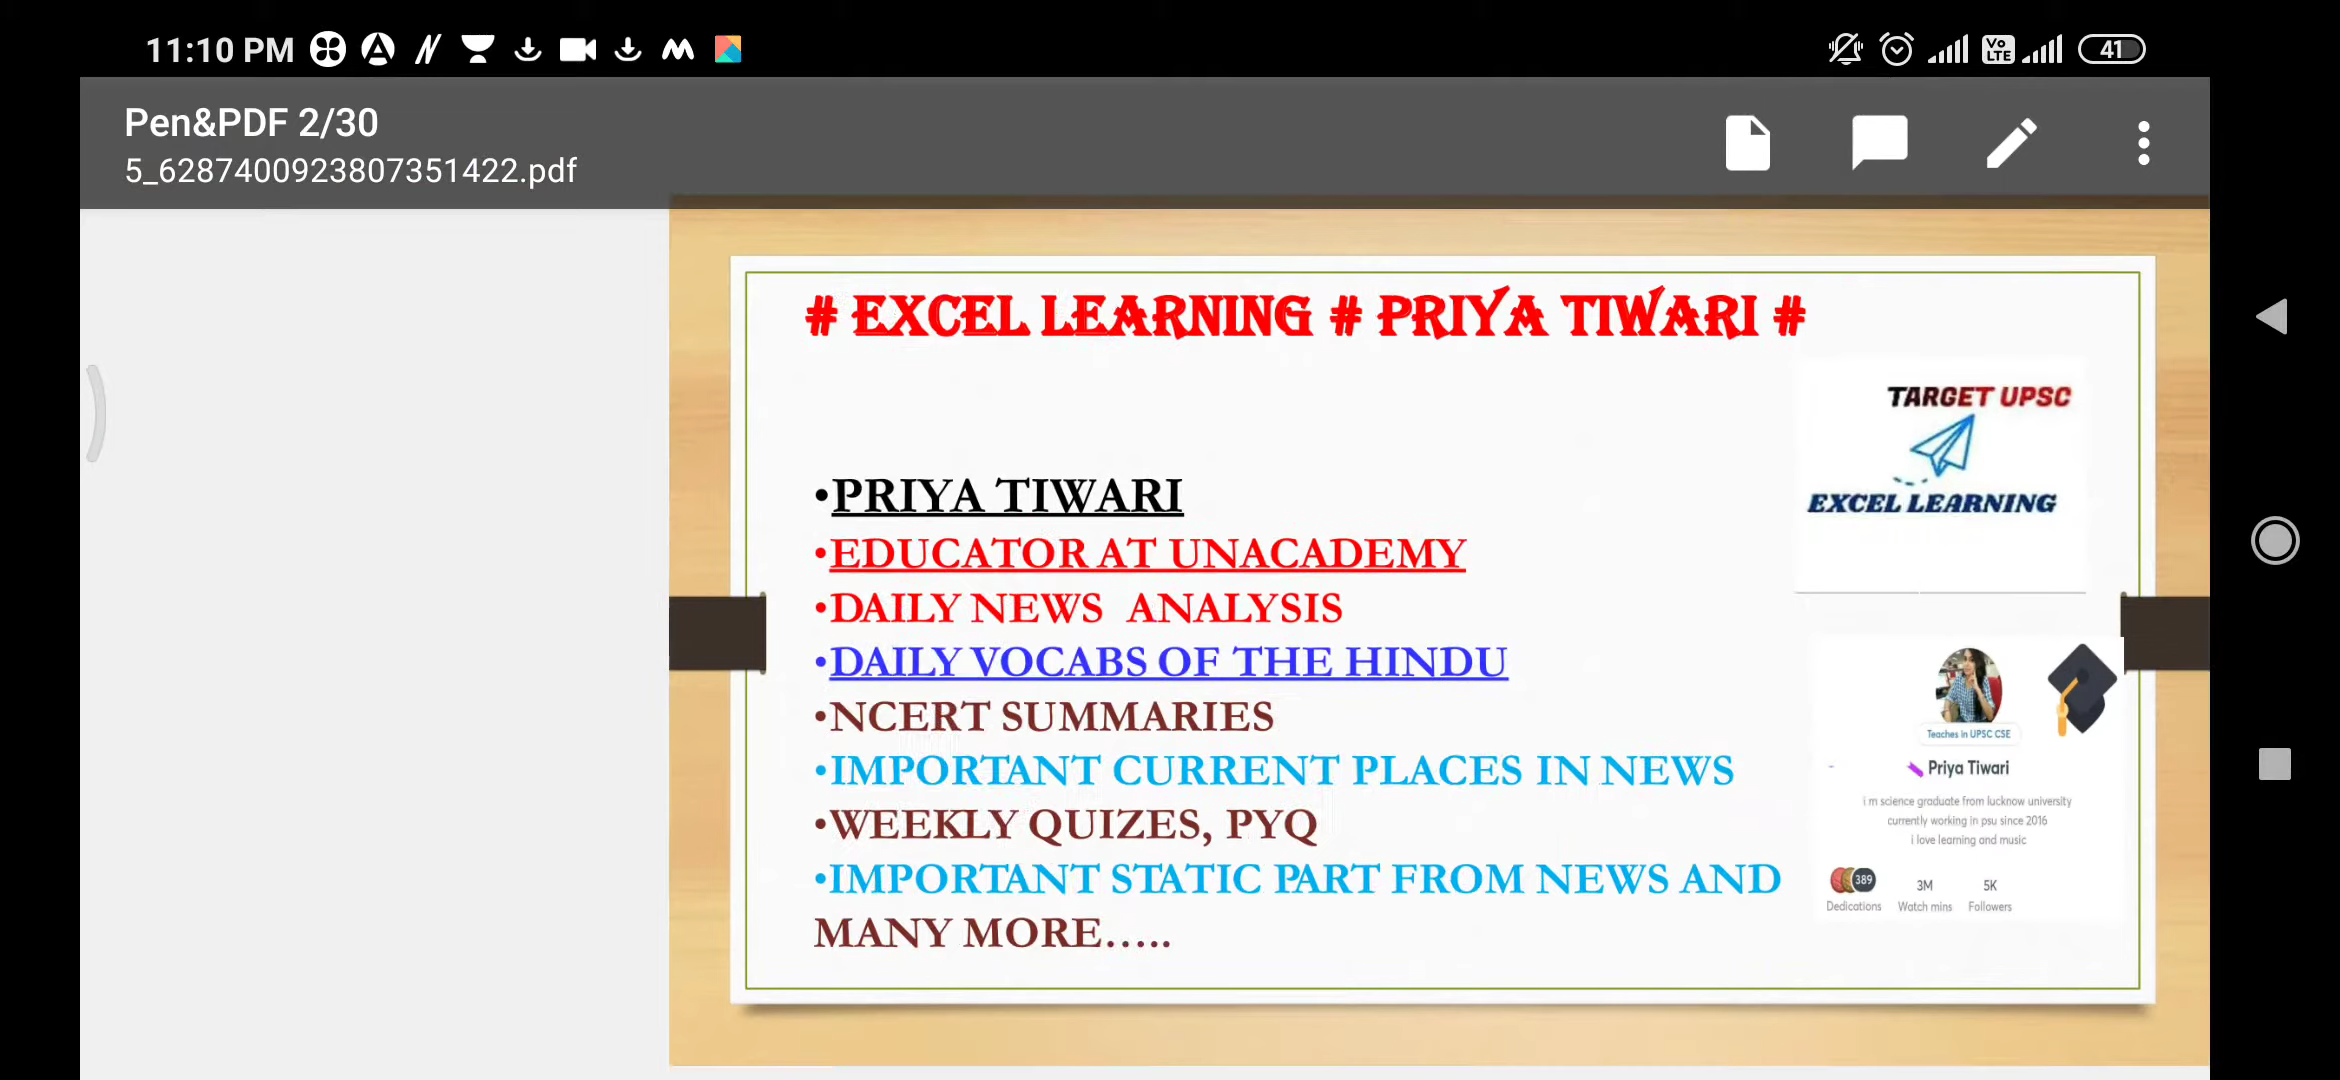 11:10 PM
Vo LTE
41
Pen&PDF 2/30
5_6287400923807351422.pdf
# EXCEL LEARNING # PRIYA TIWARI #
TARGET UPSC
EXCEL LEARNING
•PRIYA TIWARI
•EDUCATOR AT UNACADEMY
•DAILY NEWS ANALYSIS
•DAILY VOCABS OF THE HINDU
•NCERT SUMMARIES
•IMPORTANT CURRENT PLACES IN NEWS
•WEEKLY QUIZES, PYQ
•IMPORTANT STATIC PART FROM NEWS AND
MANY MORE…..
Teaches in UPSC CSE
Priya Tiwari
i m science graduate from lucknow university
currently working in psu since 2016
i love learning and music
389 3M 5K
Dedications Watch mins Followers